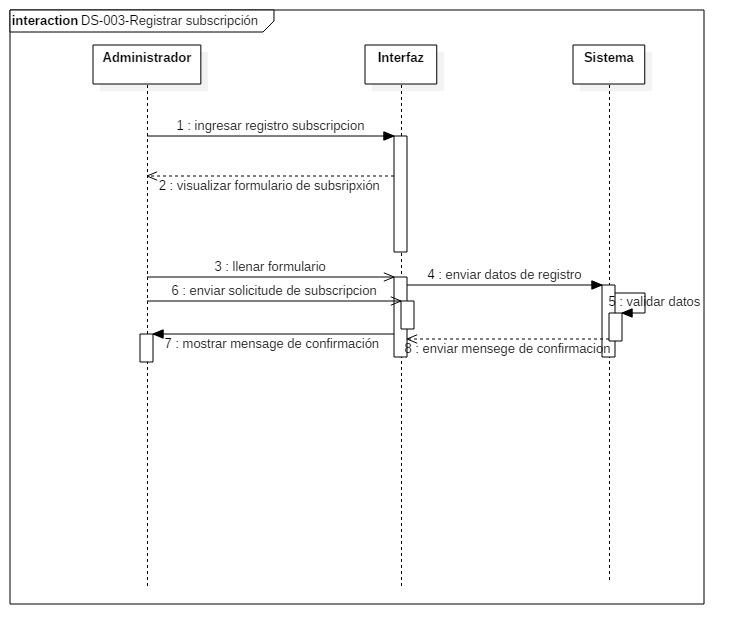 interaction DS-003-Registrar subscripción
Administrador
Interfaz
Sistema
1 : ingresar registro subscripcion
2 : visualizar formulario de subsripxión
3 : llenar formulario
4 : enviar datos de registro
6 : enviar solicitude de subscripcion
5 : validar datos
7 : mostrar mensage de confirmación
8 : enviar mensege de confirmacion